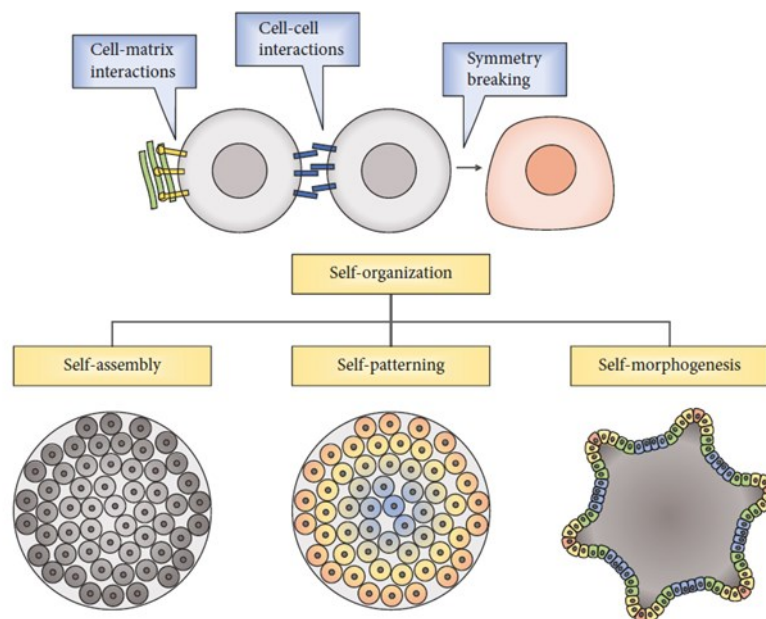 Cell-matrix
interactions
Cell-cell
interactions
Symmetry
breaking
Self-organization
Self-assembly
Self-patterning
Self-morphogenesis